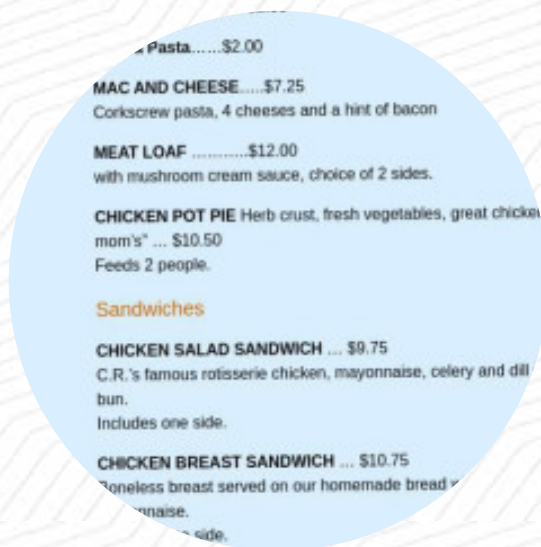 Pasta......$2.00
MAC AND CHEESE.....$7.25
Corkscrew pasta, 4 cheeses and a hint of bacon
MEAT LOAF ...........$12.00
with mushroom cream sauce, choice of 2 sides.
CHICKEN POT PIE Herb crust, fresh vegetables, great
mom's" ... $10.50
Feeds 2 people.
Sandwiches
CHICKEN SALAD SANDWICH ... $9.75
C.R.'s famous rotisserie chicken, mayonnaise, celery and dill
bun.
Includes one side.
CHICKEN BREAST SANDWICH ... $10.75
Boneless breast served on our homemade bread
side.